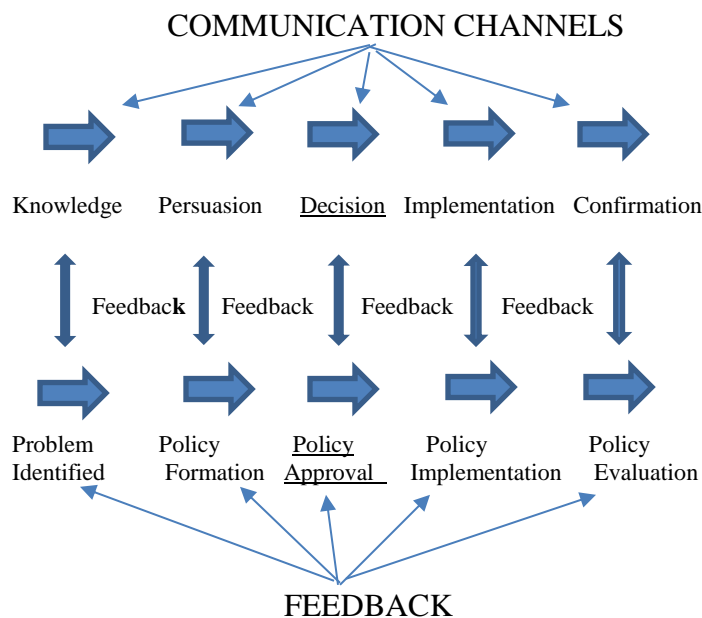 COMMUNICATION CHANNELS
Knowledge Persuasion Decision Implementation Confirmation
Feedback Feedback Feedback Feedback
Problem Policy Policy Policy Policy
Identified Formation Approval Implementation Evaluation
FEEDBACK